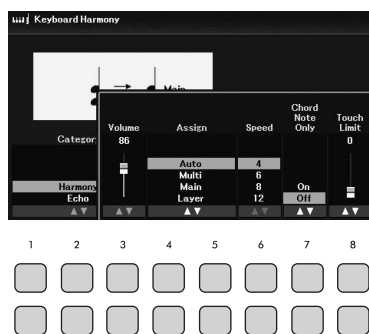 Keyboard Harmony
Main
Category
Volume
Assign
Speed
Chord
Note
Only
Touch
Limit
86
0
Auto
4
Multi
6
Harmony
Main
8
On
Echo
Layer
12
Off
1 2 3 4 5 6 7 8